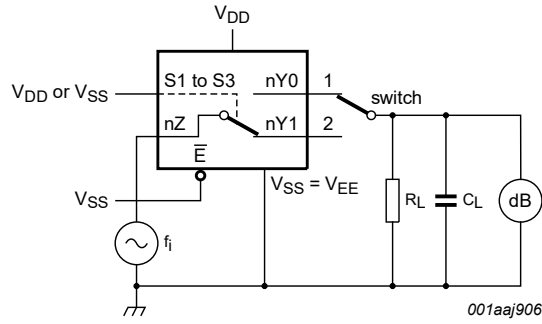 VDD
S1 to S3
nY0
1
VDD or VSS
switch
nZ
nY1
2
E
VSS
VSS = VEE
RL
CL
dB
fi
001aaj906